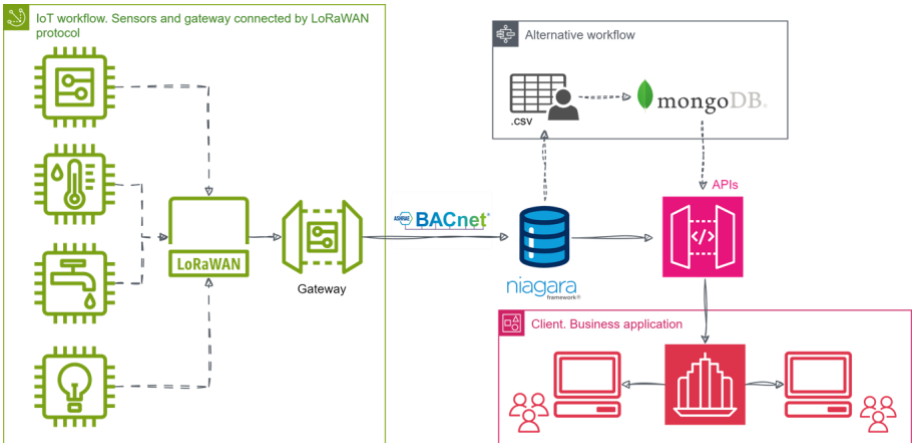 IoT workflow. Sensors and gateway connected by LoRaWAN
protocol
Alternative workflow
.CSV
mongoDB®
APIs
LoRaWAN
Gateway
ASHRAE BACnet®
</>
niagara
framework®
Client. Business application